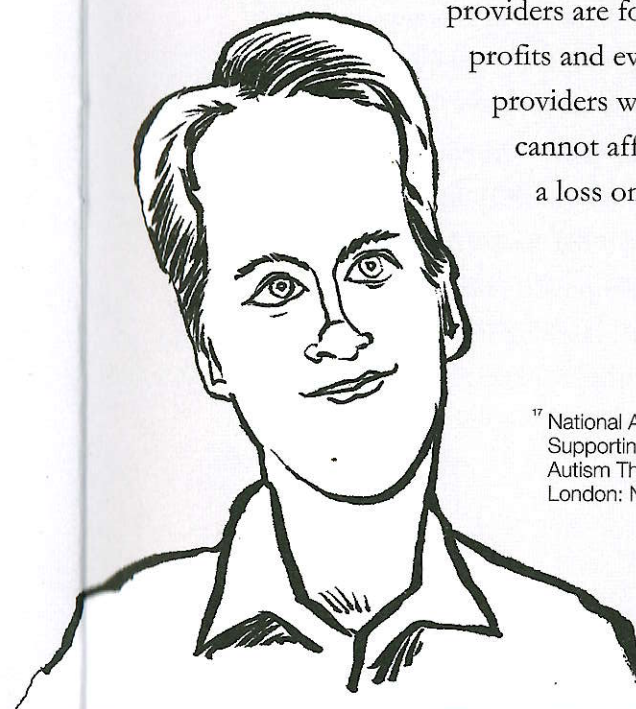 providers are fo
profits and ev
providers w
cannot aff
a loss or
17 National A
Supportin
Autism Th
London: N